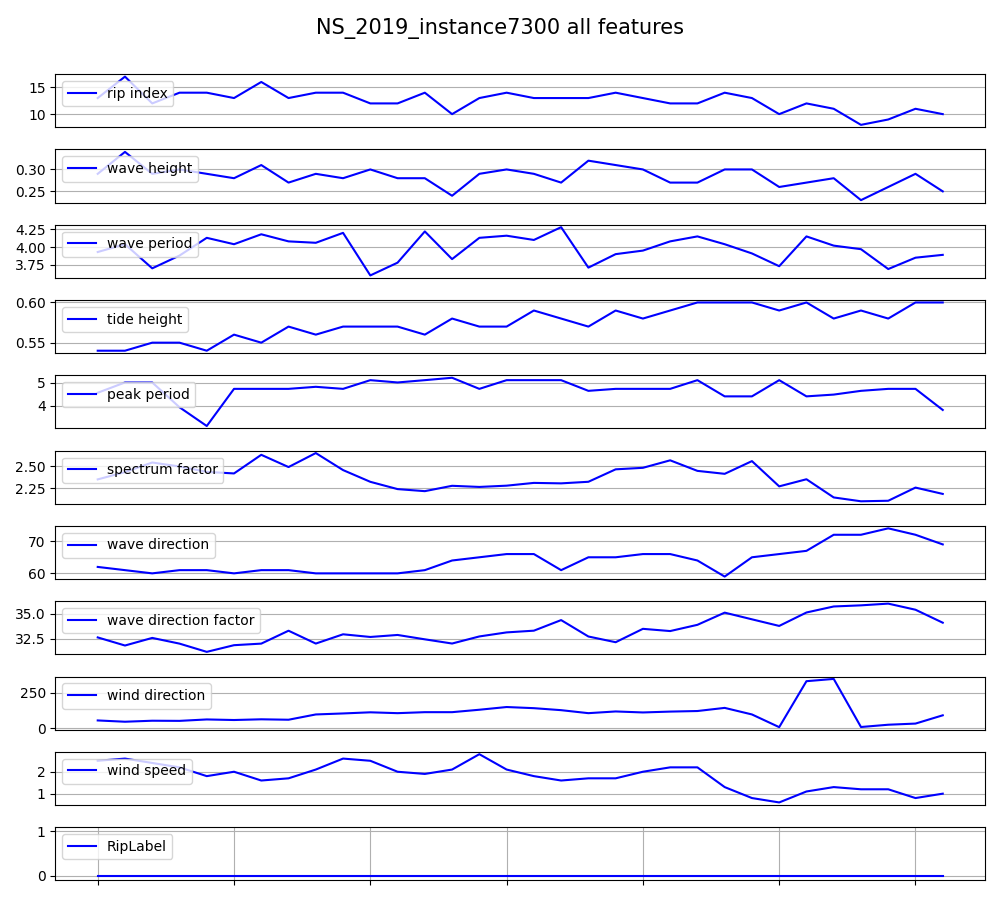 NS_2019_instance7300 all features
15
10
rip index
0.30
0.25
wave height
4.25
4.00
3.75
wave period
0.60
0.55
tide height
5
4
peak period
2.50
2.25
spectrum factor
70
60
wave direction
35.0
32.5
wave direction factor
250
0
wind direction
2
1
wind speed
1
0
RipLabel